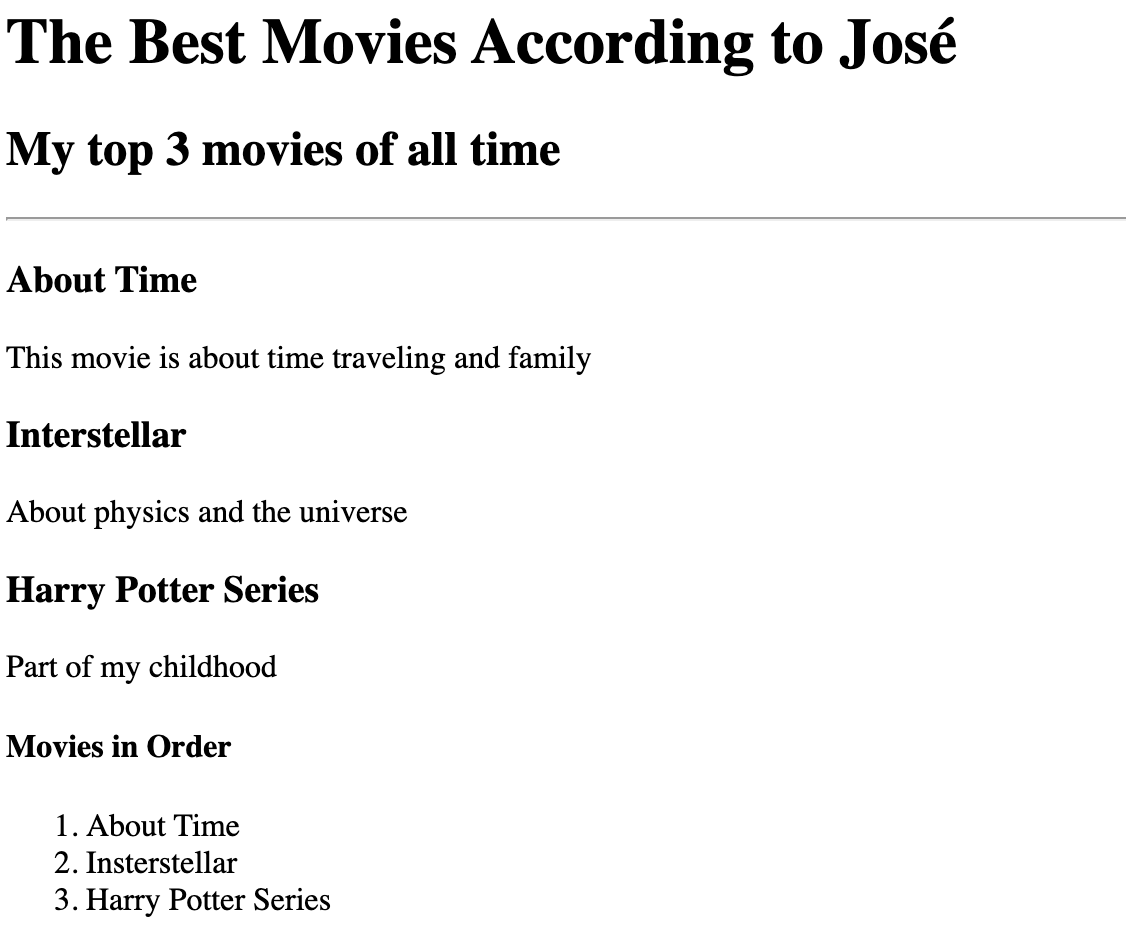 The Best Movies According to José
My top 3 movies of all time
About Time
This movie is about time traveling and family
Interstellar
About physics and the universe
Harry Potter Series
Part of my childhood
Movies in Order
1. About Time
2. Insterstellar
3. Harry Potter Series